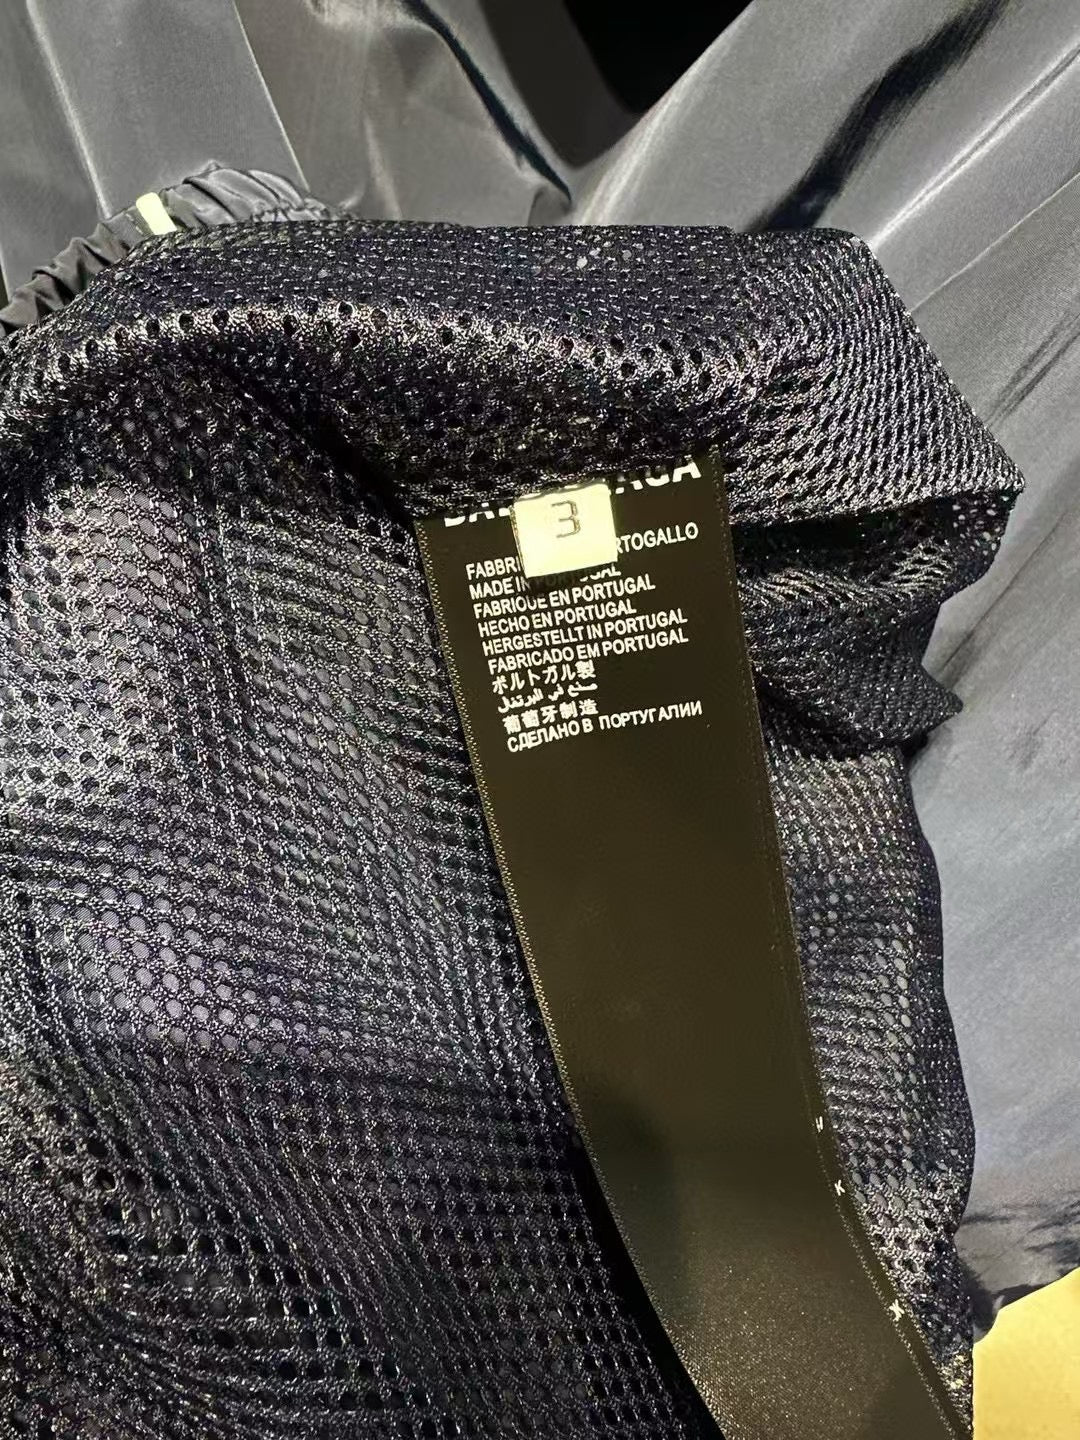 3
FABBRI RTOGALLO
MADE IN PORTUGAL
FABRIQUE EN PORTUGAL
HECHO EN PORTUGAL
HERGESTELLT IN PORTUGAL
FABRICADO EM PORTUGAL
ポルトガル製
صنع في البرتغال
葡萄牙制造
СДЕЛАНО В ПОРТУГАЛИИ